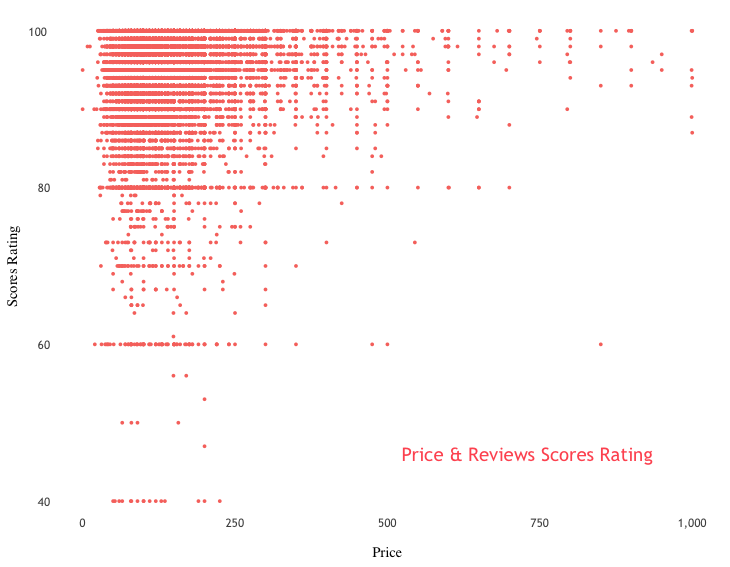 100
80
60
40
Scores Rating
Price & Reviews Scores Rating
0 250 500 750 1,000
Price